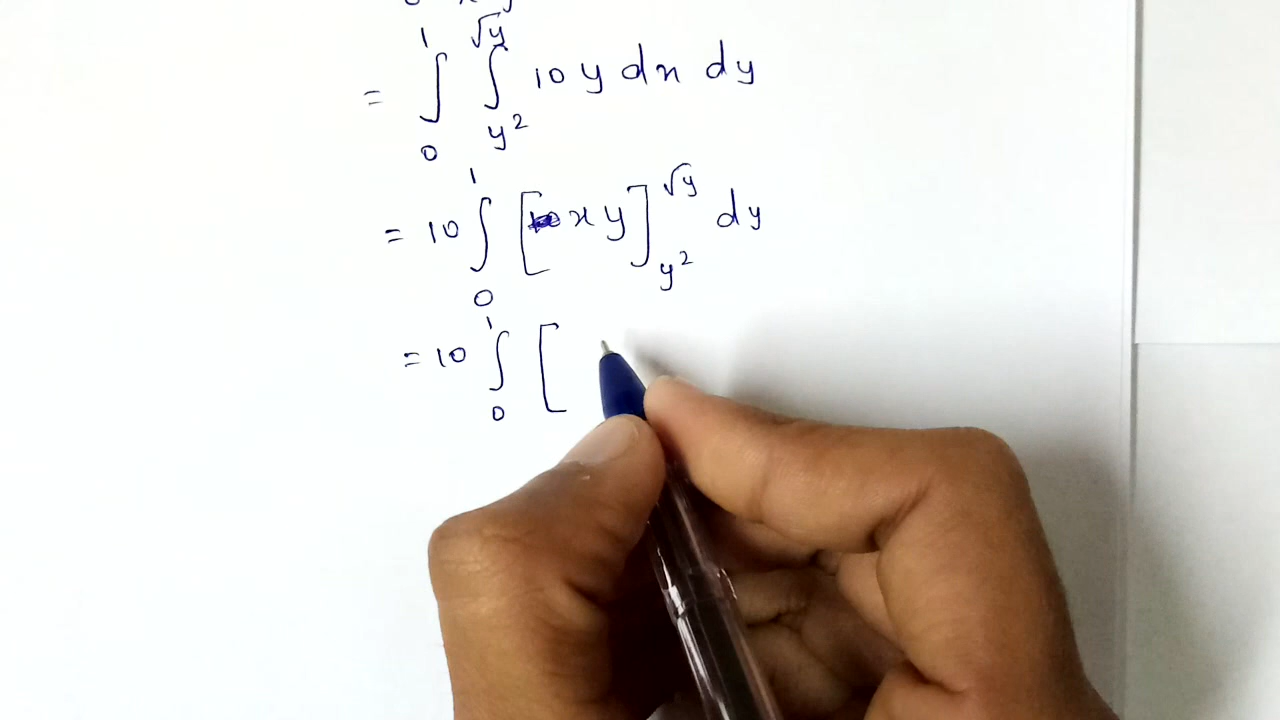 = ∫₀¹ ∫_{y²}^{√y} 10 y dx dy
= 10 ∫₀¹ [xy]_{y²}^{√y} dy
= 10 ∫₀¹ [